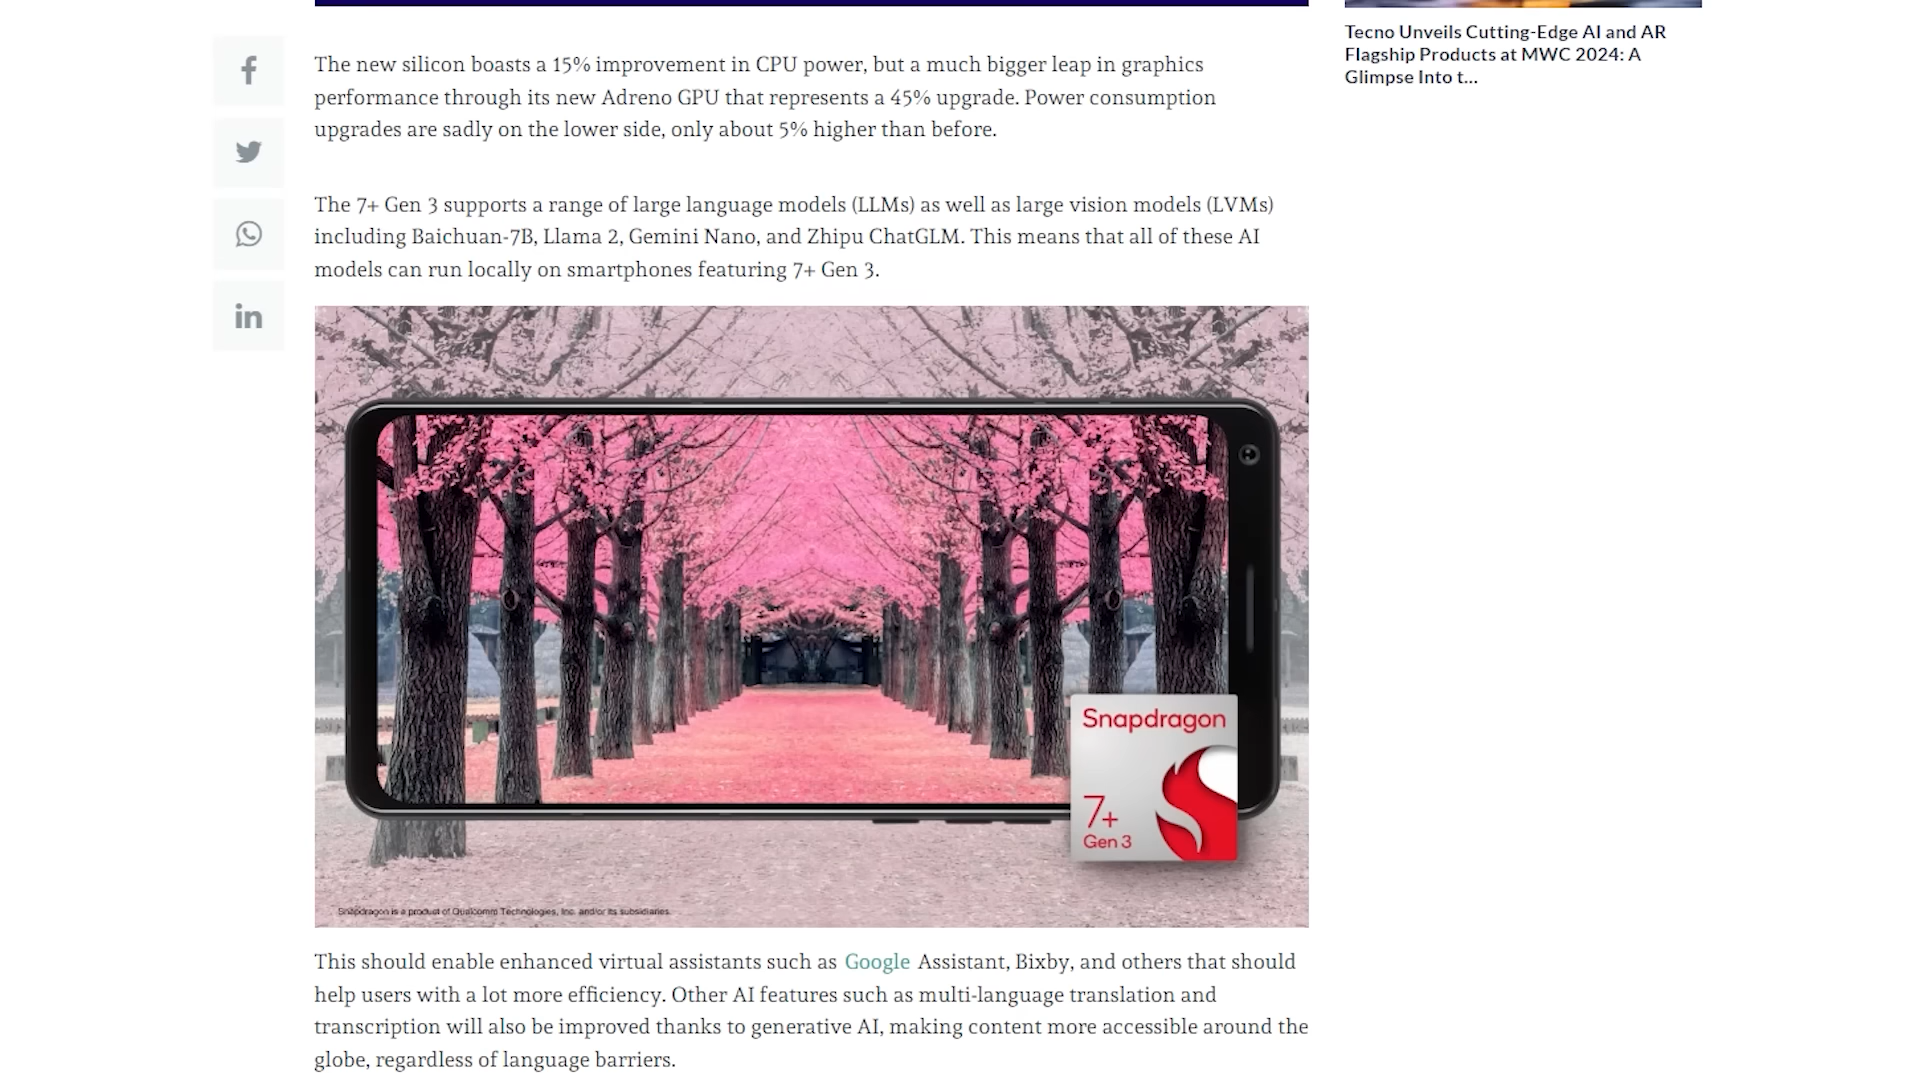 The new silicon boasts a 15% improvement in CPU power, but a much bigger leap in graphics
performance through its new Adreno GPU that represents a 45% upgrade. Power consumption
upgrades are sadly on the lower side, only about 5% higher than before.
The 7+ Gen 3 supports a range of large language models (LLMs) as well as large vision models (LVMs)
including Baichuan-7B, Llama 2, Gemini Nano, and Zhipu ChatGLM. This means that all of these AI
models can run locally on smartphones featuring 7+ Gen 3.
Snapdragon
7+
Gen 3
Snapdragon is a product of Qualcomm Technologies, Inc. and/or its subsidiaries.
This should enable enhanced virtual assistants such as Google Assistant, Bixby, and others that should
help users with a lot more efficiency. Other AI features such as multi-language translation and
transcription will also be improved thanks to generative AI, making content more accessible around the
globe, regardless of language barriers.
Tecno Unveils Cutting-Edge AI and AR
Flagship Products at MWC 2024: A
Glimpse Into t...